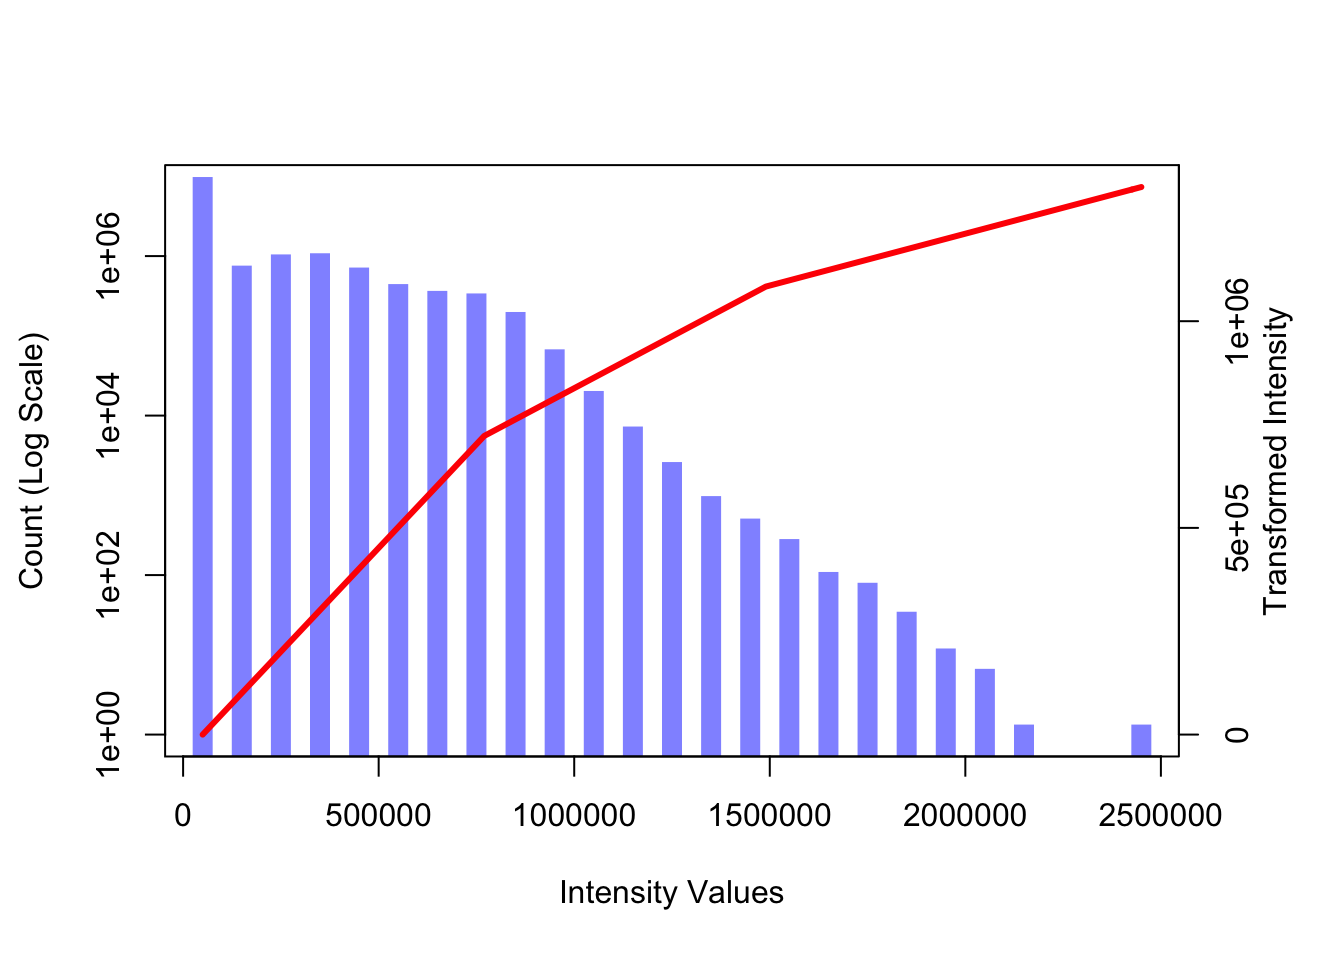 Count (Log Scale)
1e+06
1e+04
1e+02
1e+00
1e+06
5e+05
0
Transformed Intensity
0
500000
1000000
1500000
2000000
2500000
Intensity Values